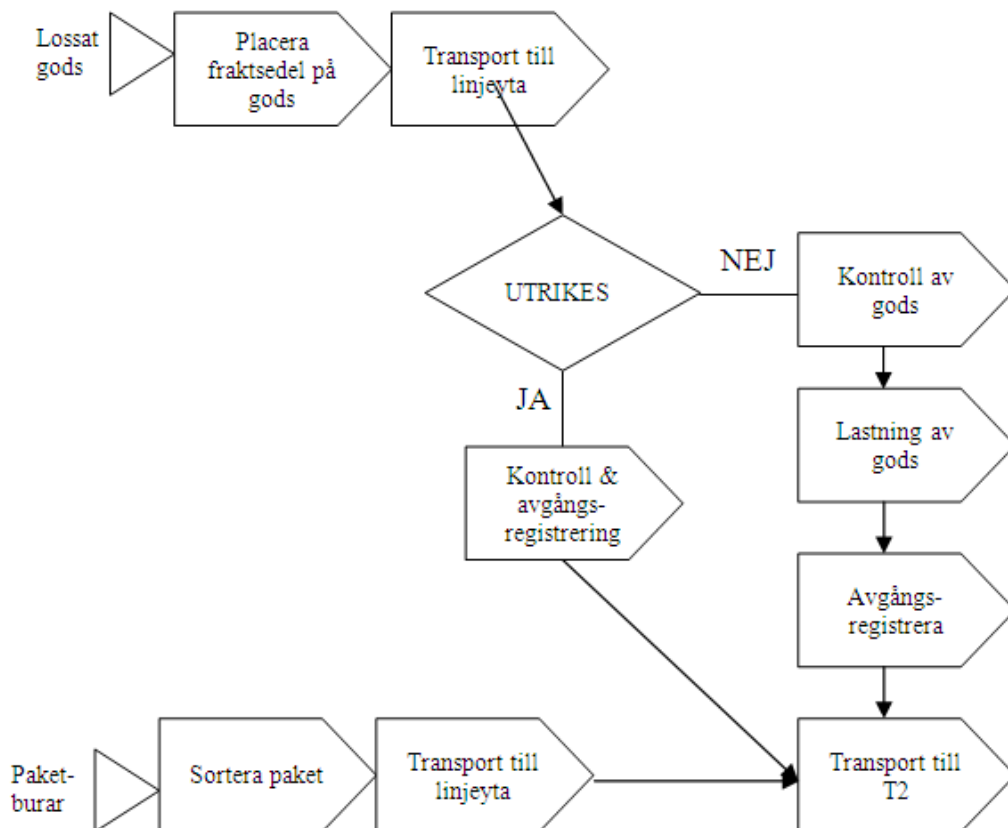 Lossat
gods
Placera
fraktsedel på
gods
Transport till
linjeyta
UTRIKES
NEJ
Kontroll av
gods
JA
Lastning av
gods
Kontroll &
avgångs-
registrering
Avgångs-
registrera
Paket-
burar
Sortera paket
Transport till
linjeyta
Transport till
T2